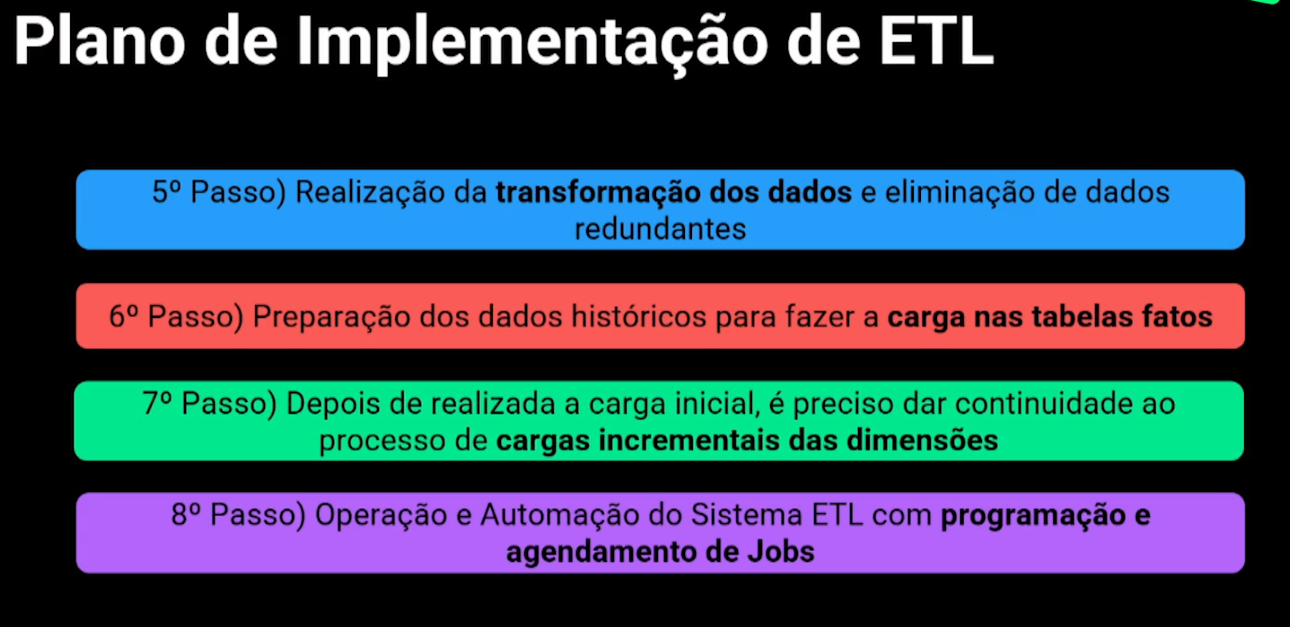 Plano de Implementação de ETL
5º Passo) Realização da transformação dos dados e eliminação de dados
redundantes
6º Passo) Preparação dos dados históricos para fazer a carga nas tabelas fatos
7º Passo) Depois de realizada a carga inicial, é preciso dar continuidade ao
processo de cargas incrementais das dimensões
8º Passo) Operação e Automação do Sistema ETL com programação e
agendamento de Jobs